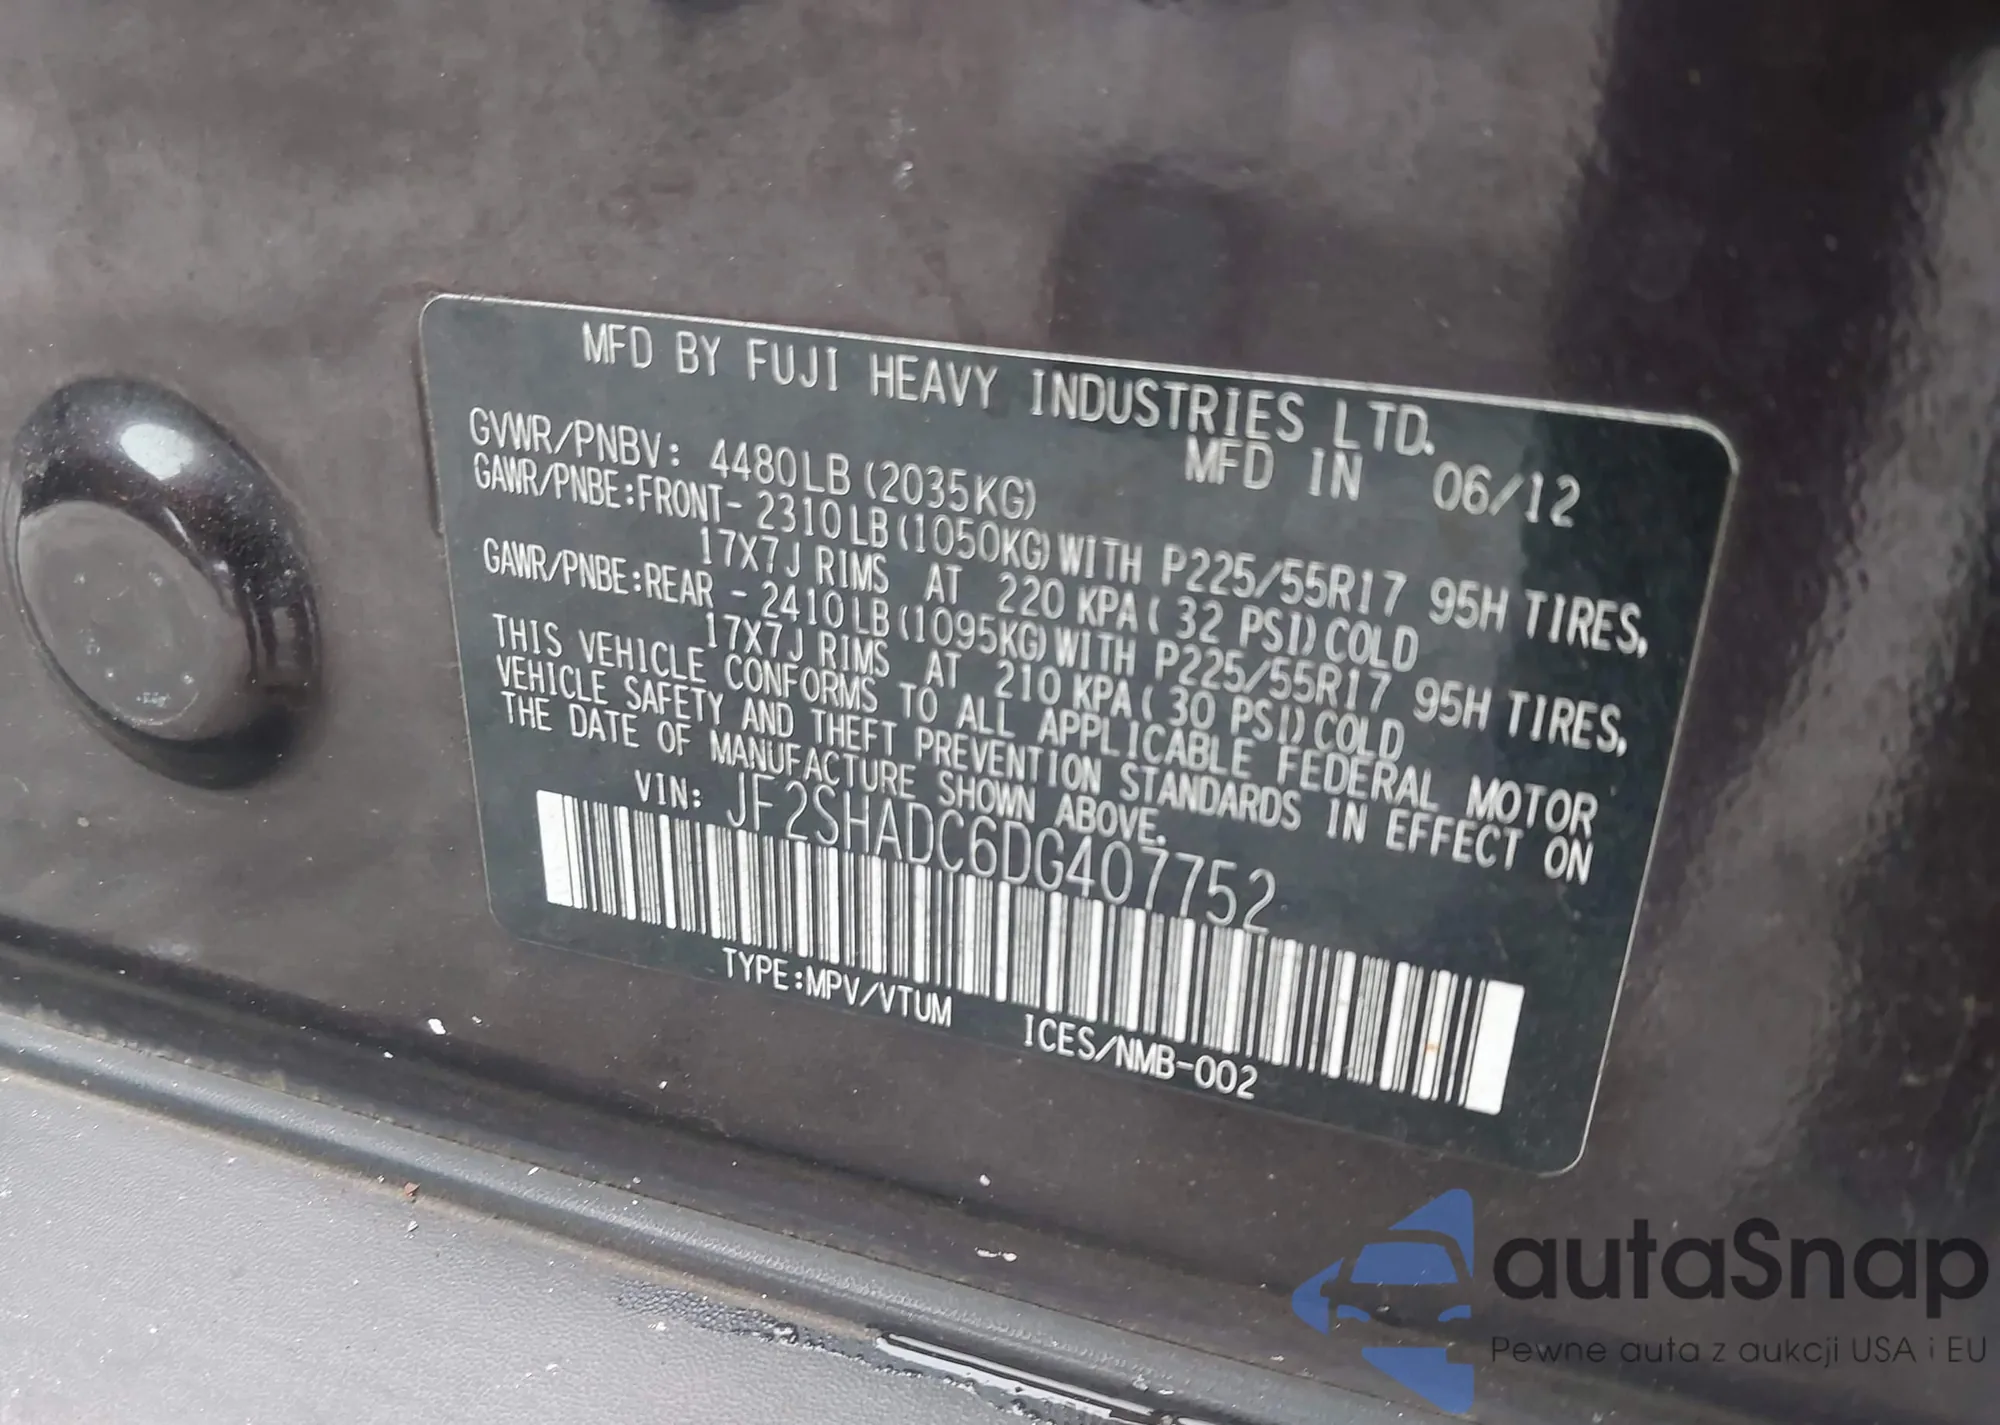 MFD BY FUJI HEAVY INDUSTRIES LTD.
MFD IN 06/12
GVWR/PNBV: 4480LB (2035KG)
GAWR/PNBE:FRONT- 2310LB (1050KG) WITH P225/55R17 95H TIRES,
17X7J RIMS AT 220 KPA ( 32 PSI) COLD
GAWR/PNBE:REAR - 2410LB (1095KG) WITH P225/55R17 95H TIRES,
17X7J RIMS AT 210 KPA ( 30 PSI) COLD
THIS VEHICLE CONFORMS TO ALL APPLICABLE FEDERAL MOTOR
VEHICLE SAFETY AND THEFT PREVENTION STANDARDS IN EFFECT ON
THE DATE OF MANUFACTURE SHOWN ABOVE.
VIN: JF2SHADC6DG407752
TYPE:MPV/VTUM
ICES/NMB-002
autaSnap
Pewne auta z aukcji USA i EU